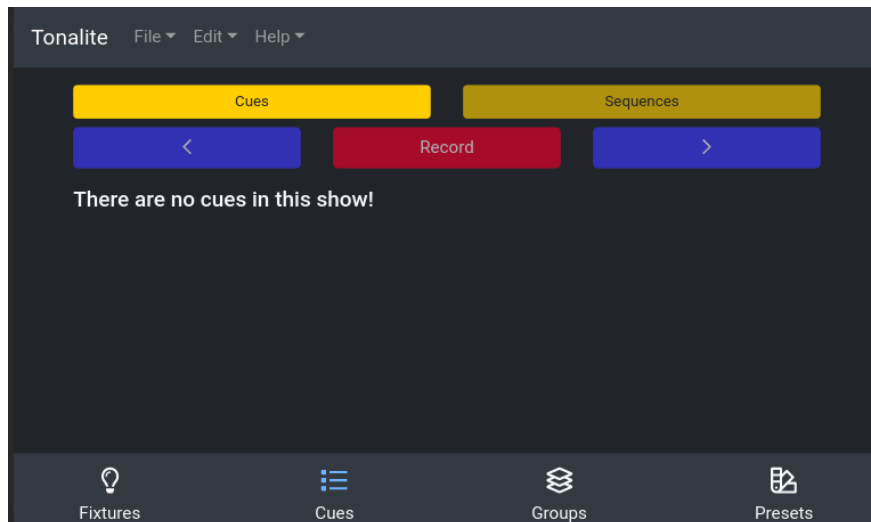 Tonalite File Edit Help
Cues Sequences
< Record >
There are no cues in this show!
Fixtures Cues Groups Presets